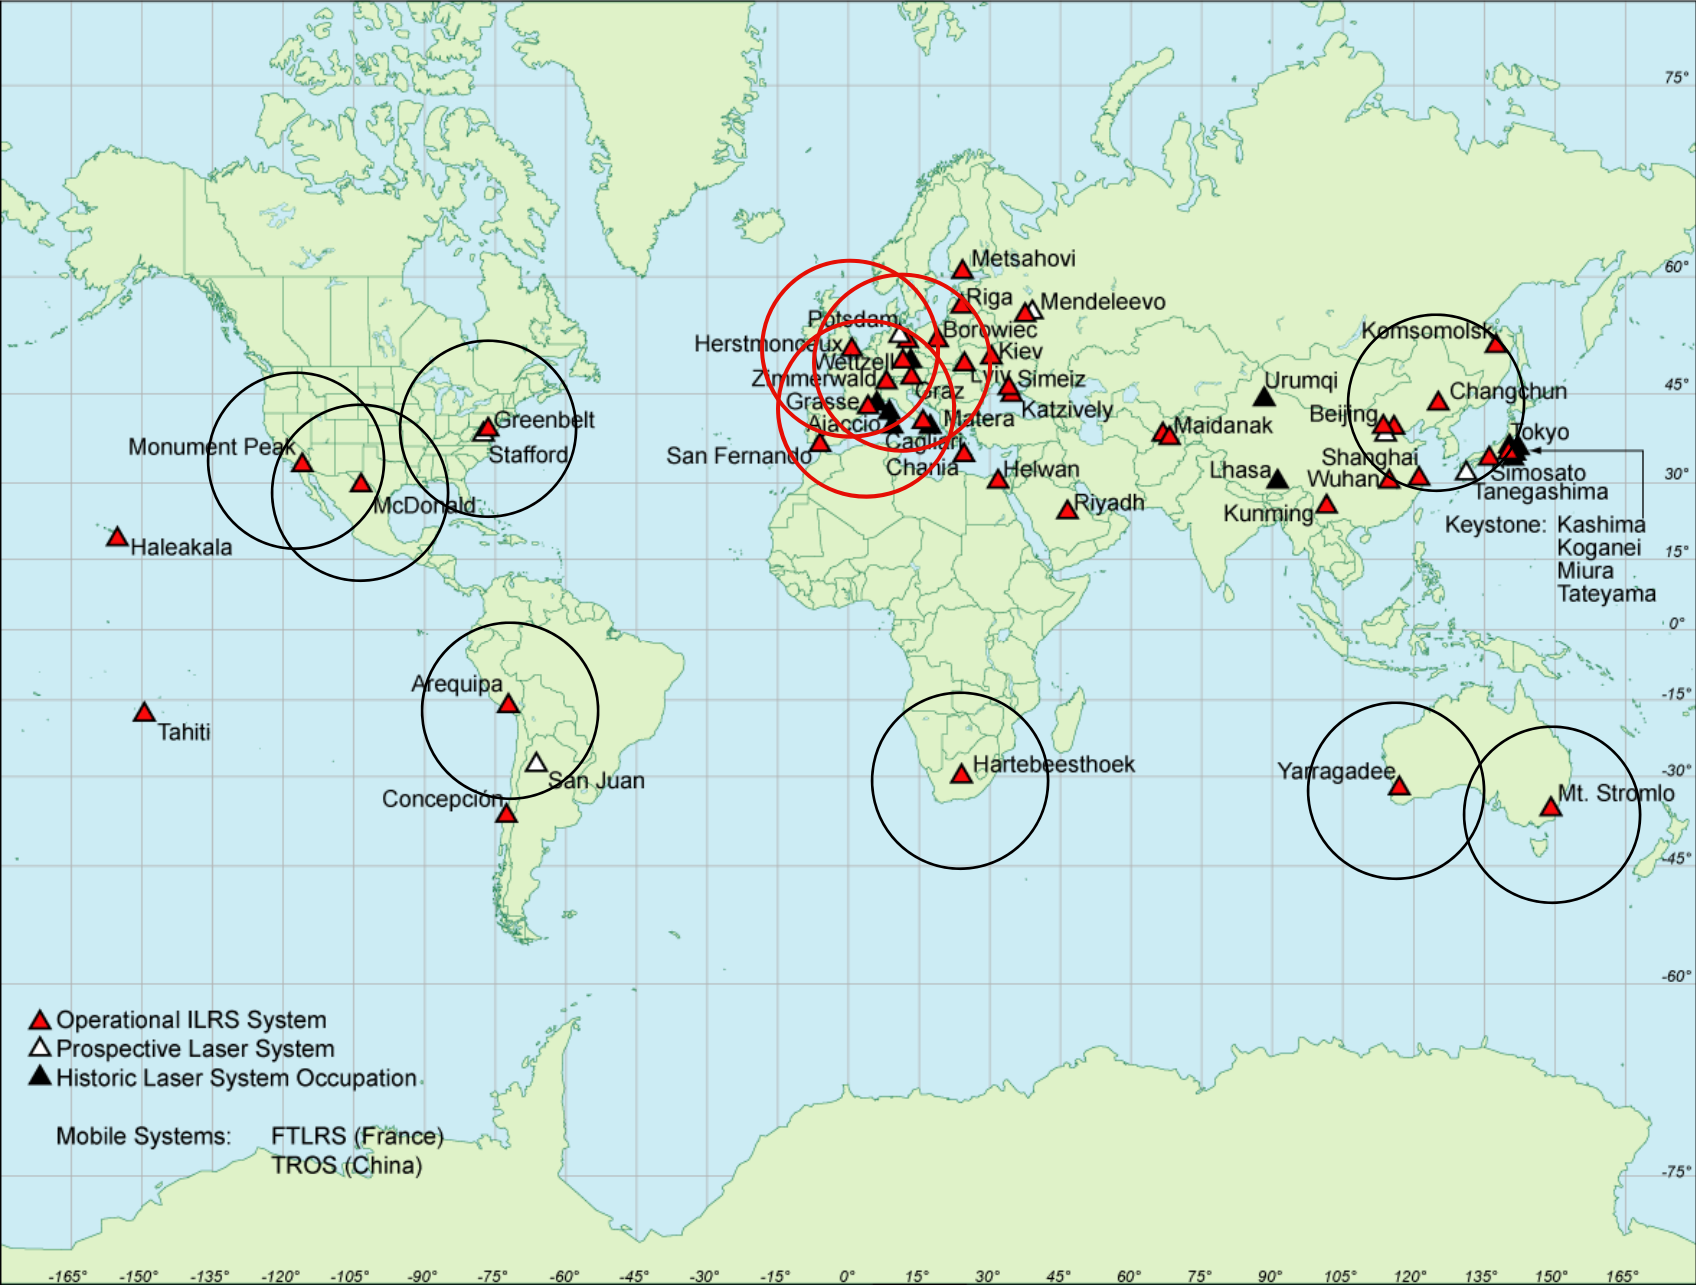 75°
Metsahovi
60°
Riga
Mendeleevo
Potsdam
Borowiec
Komsomolsk
Herstmonceux
Kiev
Wettzell
Lviv
Zimmerwald
Simeiz
Urumqi
45°
Graz
Changchun
Grasse
Katzively
Greenbelt
Beijing
Ajaccio
Matera
Maidanak
Tokyo
Monument Peak
Cagliari
Stafford
San Fernando
Shanghai
Chania
Helwan
Lhasa
Wuhan
Simosato
30°
Tanegashima
McDonald
Riyadh
Kunming
Keystone: Kashima
Koganei
Miura
Tateyama
Haleakala
15°
0°
Arequipa
-15°
Tahiti
Hartebeesthoek
Yarragadee
-30°
San Juan
Mt. Stromlo
Concepción
-45°
-60°
Operational ILRS System
Prospective Laser System
Historic Laser System Occupation
Mobile Systems: FTLRS (France)
TROS (China)
-75°
-165° -150° -135° -120° -105° -90° -75° -60° -45° -30° -15° 0° 15° 30° 45° 60° 75° 90° 105° 120° 135° 150° 165°